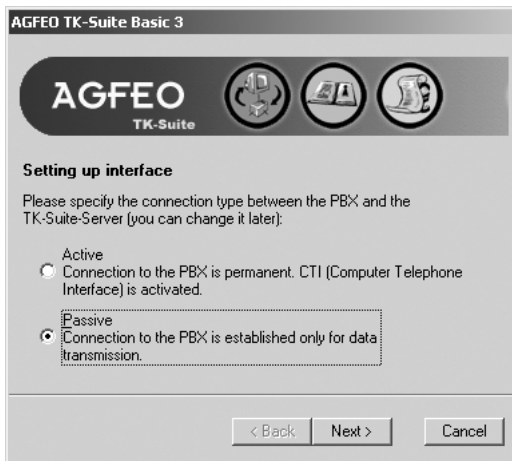 AGFEO TK-Suite Basic 3
AGFEO
TK-Suite
Setting up interface
Please specify the connection type between the PBX and the
TK-Suite-Server (you can change it later):
Active
Connection to the PBX is permanent. CTI (Computer Telephone
Interface) is activated.
Passive
Connection to the PBX is established only for data
transmission.
< Back Next > Cancel